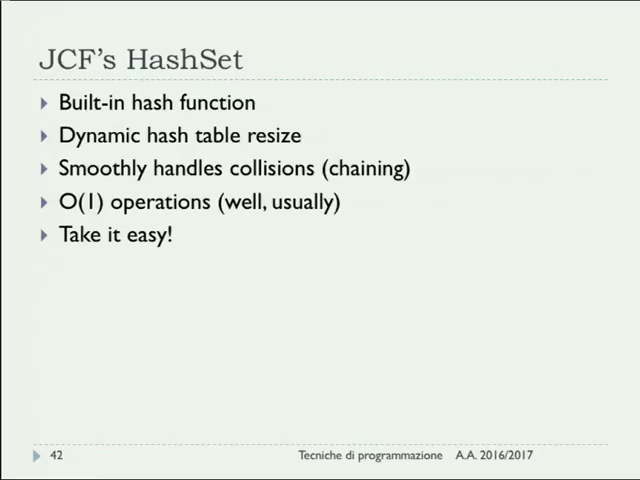 JCF's HashSet
Built-in hash function
Dynamic hash table resize
Smoothly handles collisions (chaining)
O(1) operations (well, usually)
Take it easy!
42 Tecniche di programmazione A.A. 2016/2017